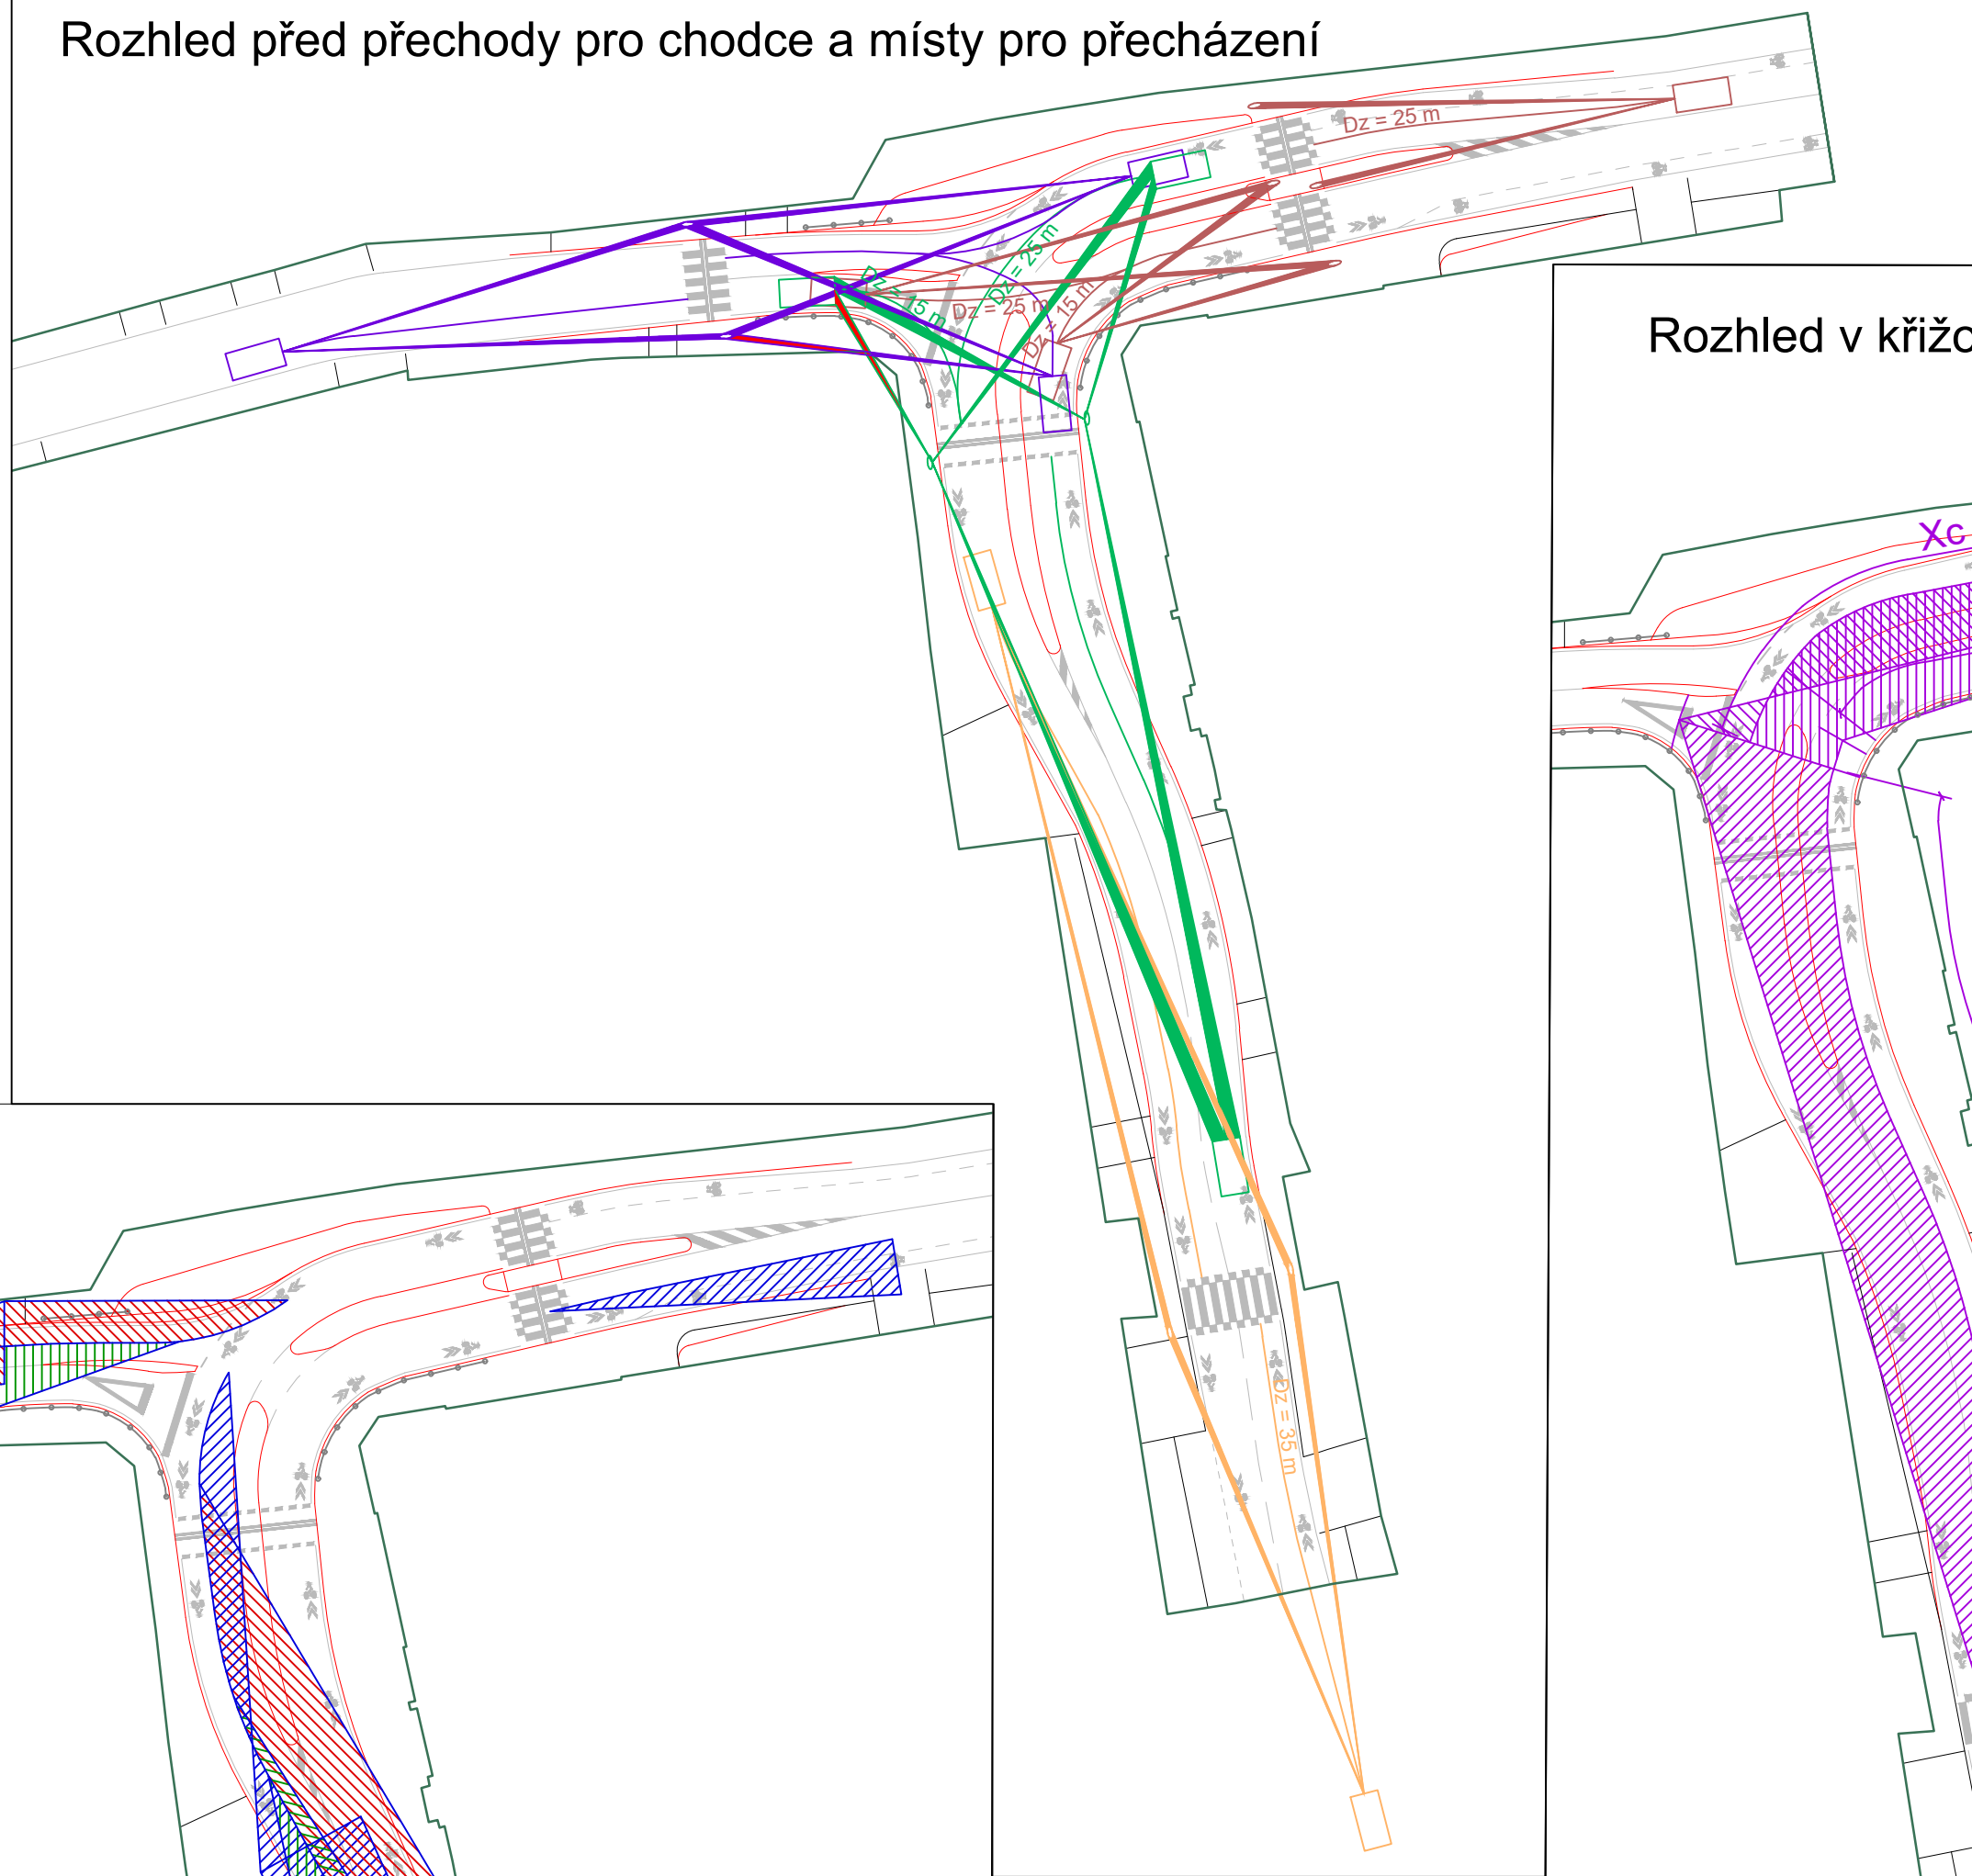 Rozhled před přechody pro chodce a místy pro přecházení
Dz = 25 m
Dz = 25 m
Dz = 15 m
Dz = 25 m
Dz = 15 m
Rozhled v křižo
Xc
Dz = 35 m